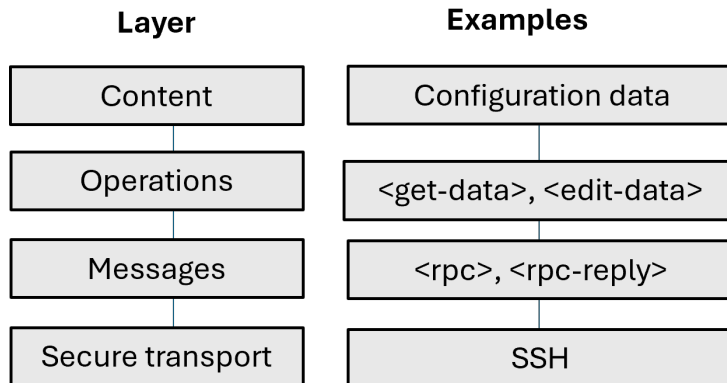 Layer Examples
Content Configuration data
Operations <get-data>, <edit-data>
Messages <rpc>, <rpc-reply>
Secure transport SSH